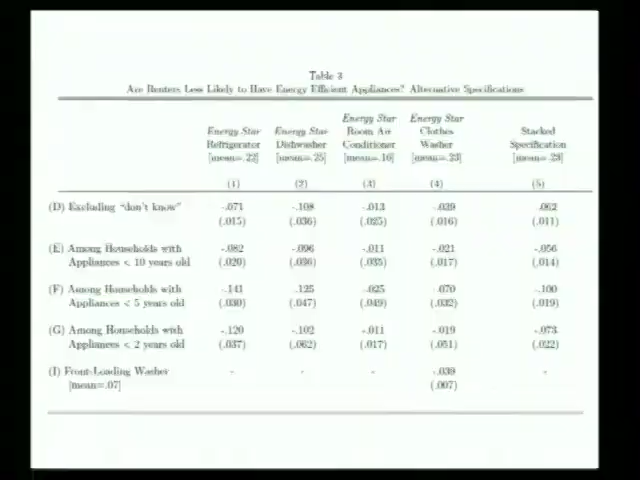 Table 3
Are Renters Less Likely to Have Energy Efficient Appliances? Alternative Specifications
Energy Star Refrigerator [mean=.22] Energy Star Dishwasher [mean=.25] Energy Star Room Air Conditioner [mean=.16] Energy Star Clothes Washer [mean=.23] Stacked Specification [mean=.23]
(1) (2) (3) (4) (5)
(D) Excluding "don't know" -.071 -.108 -.013 -.039 .062
(.015) (.036) (.025) (.016) (.011)
(E) Among Households with -.082 -.096 -.011 -.021 -.056
Appliances < 10 years old (.020) (.036) (.035) (.017) (.014)
(F) Among Households with -.141 -.125 -.025 -.070 -.100
Appliances < 5 years old (.030) (.047) (.049) (.032) (.019)
(G) Among Households with -.120 -.102 -.011 -.019 -.073
Appliances < 2 years old (.037) (.062) (.017) (.051) (.022)
(I) Front-Loading Washer - - - -.039 -
[mean=.07] (.007)